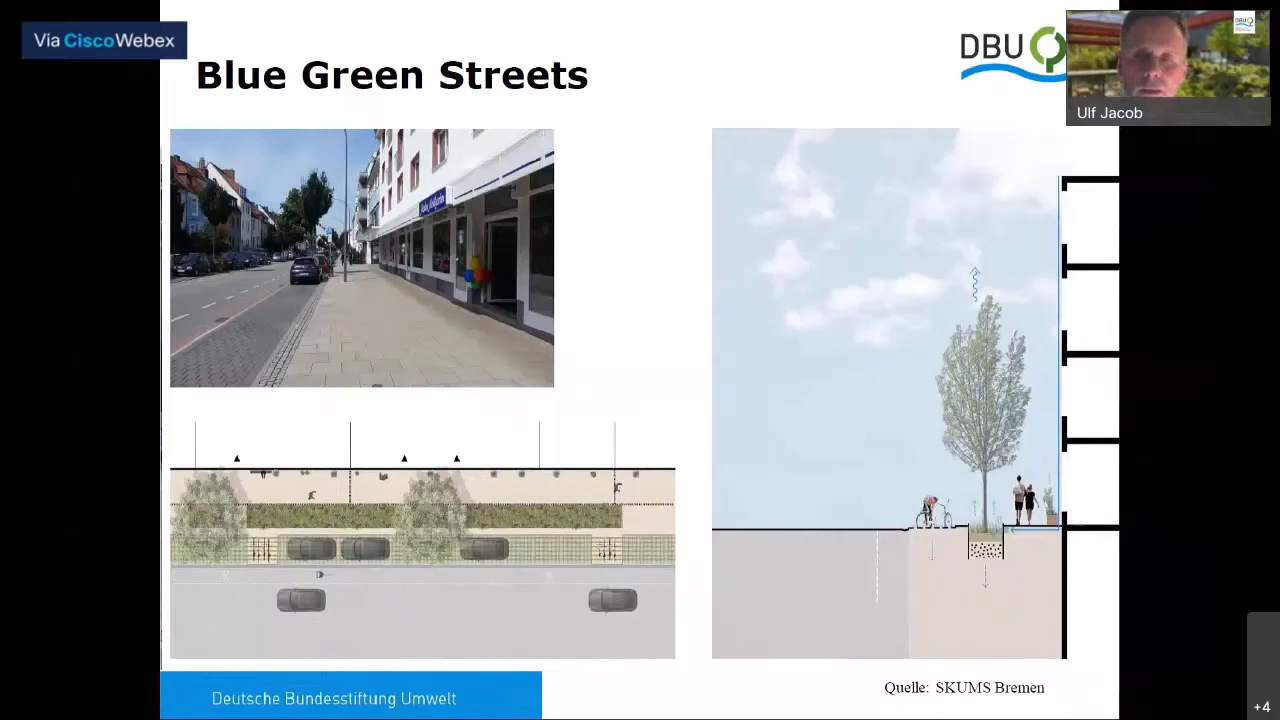 Via CiscoWebex
Blue Green Streets
DBU
Ulf Jacob
Deutsche Bundesstiftung Umwelt
Quelle: SKUMS Bremen
+4